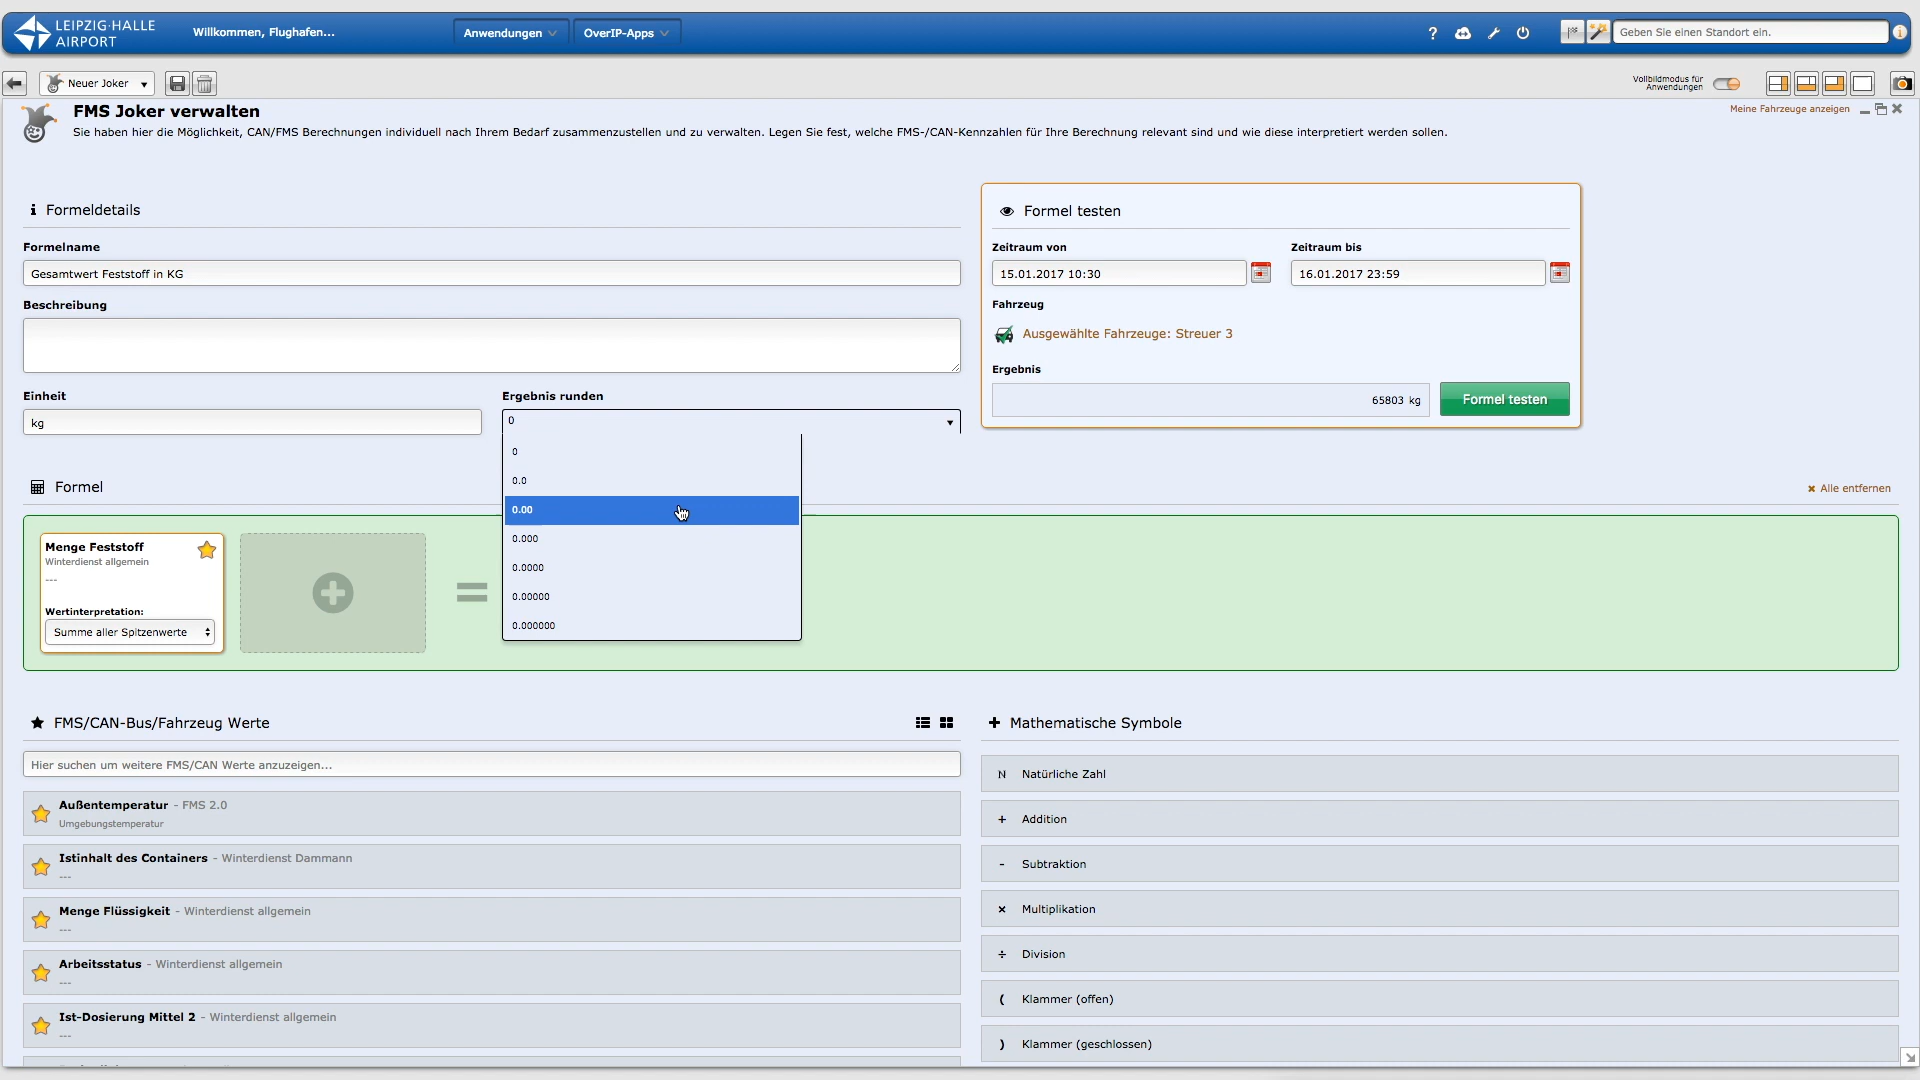 LEIPZIG·HALLE
AIRPORT
Willkommen, Flughafen...
Anwendungen
OverIP-Apps
?
Geben Sie einen Standort ein.
Neuer Joker
Vollbildmodus für
Anwendungen
FMS Joker verwalten
Meine Fahrzeuge anzeigen
Sie haben hier die Möglichkeit, CAN/FMS Berechnungen individuell nach Ihrem Bedarf zusammenzustellen und zu verwalten. Legen Sie fest, welche FMS-/CAN-Kennzahlen für Ihre Berechnung relevant sind und wie diese interpretiert werden sollen.
Formeldetails
Formelname
Gesamtwert Feststoff in KG
Beschreibung
Einheit
kg
Ergebnis runden
0
0
0.0
0.00
0.000
0.0000
0.00000
0.000000
Formel testen
Zeitraum von
15.01.2017 10:30
Zeitraum bis
16.01.2017 23:59
Fahrzeug
Ausgewählte Fahrzeuge: Streuer 3
Ergebnis
65803 kg
Formel testen
Formel
Alle entfernen
Menge Feststoff
Winterdienst allgemein
---
Wertinterpretation:
Summe aller Spitzenwerte
=
FMS/CAN-Bus/Fahrzeug Werte
Hier suchen um weitere FMS/CAN Werte anzuzeigen...
Außentemperatur - FMS 2.0
Umgebungstemperatur
Istinhalt des Containers - Winterdienst Dammann
---
Menge Flüssigkeit - Winterdienst allgemein
---
Arbeitsstatus - Winterdienst allgemein
---
Ist-Dosierung Mittel 2 - Winterdienst allgemein
---
Mathematische Symbole
N Natürliche Zahl
+ Addition
- Subtraktion
× Multiplikation
÷ Division
( Klammer (offen)
) Klammer (geschlossen)